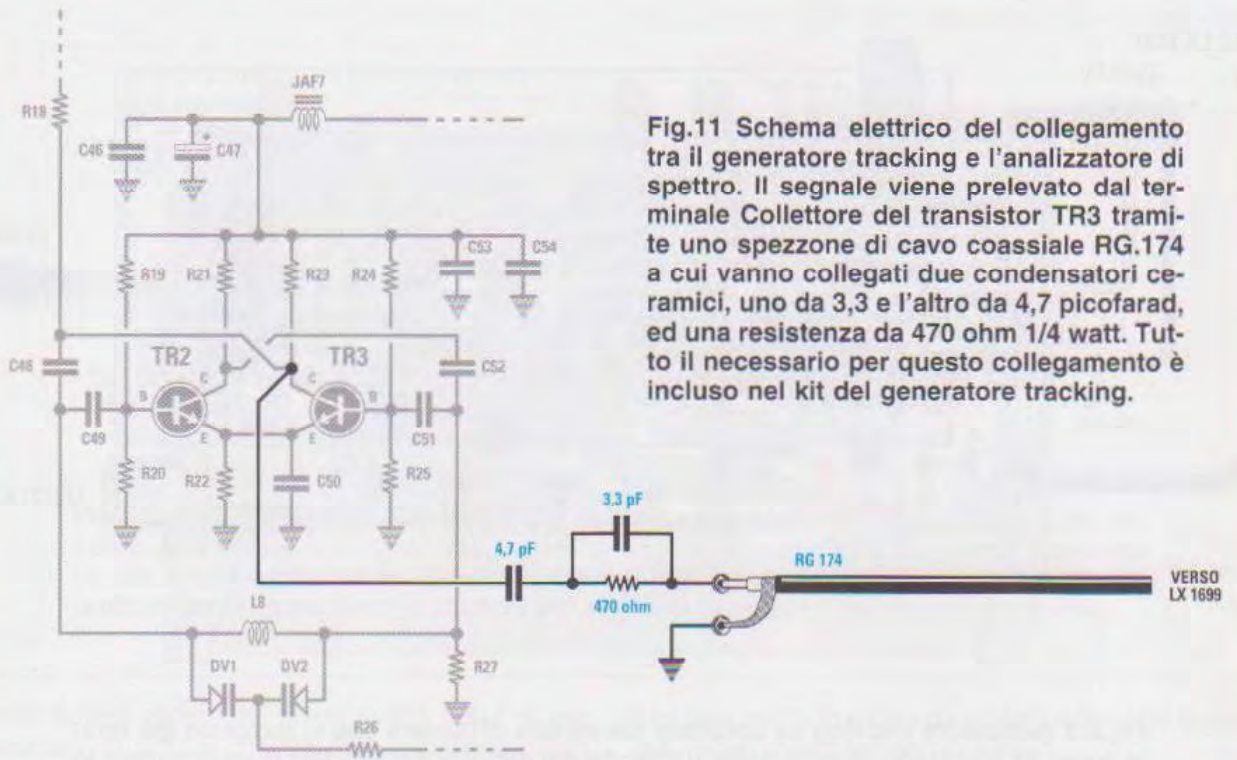 R18
JAF7
C46
C47
Fig.11 Schema elettrico del collegamento
tra il generatore tracking e l'analizzatore di
spettro. Il segnale viene prelevato dal ter-
minale Collettore del transistor TR3 trami-
te uno spezzone di cavo coassiale RG.174
a cui vanno collegati due condensatori ce-
ramici, uno da 3,3 e l'altro da 4,7 picofarad,
ed una resistenza da 470 ohm 1/4 watt. Tut-
to il necessario per questo collegamento è
incluso nel kit del generatore tracking.
R19
R21
R23
R24
C53
C54
C48
TR2
TR3
C52
C
C
B
B
C49
E
E
C51
R20
R22
C50
R25
3.3 pF
4,7 pF
470 ohm
RG 174
VERSO
LX 1699
L8
DV1
DV2
R27
R26